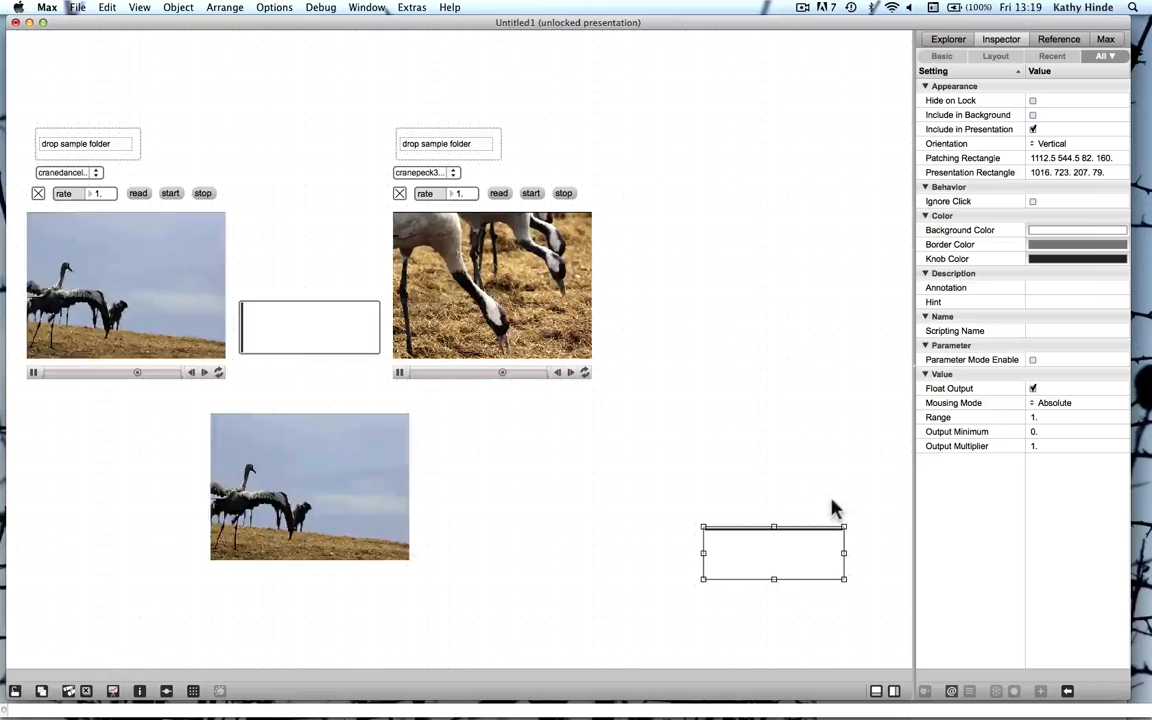 Max File Edit View Object Arrange Options Debug Window Extras Help 7 (100%) Fri 13:19 Kathy Hinde
Untitled1 (unlocked presentation)
Explorer Inspector Reference Max
Basic Layout Recent All ▼
Setting Value
Appearance
Hide on Lock
Include in Background
Include in Presentation
Orientation Vertical
Patching Rectangle 1112.5 544.5 82. 160.
Presentation Rectangle 1016. 723. 207. 79.
Behavior
Ignore Click
Color
Background Color
Border Color
Knob Color
Description
Annotation
Hint
Name
Scripting Name
Parameter
Parameter Mode Enable
Value
Float Output
Mousing Mode Absolute
Range 1.
Output Minimum 0.
Output Multiplier 1.
drop sample folder
cranedancel..
rate 1. read start stop
drop sample folder
cranepeck3...
rate 1. read start stop